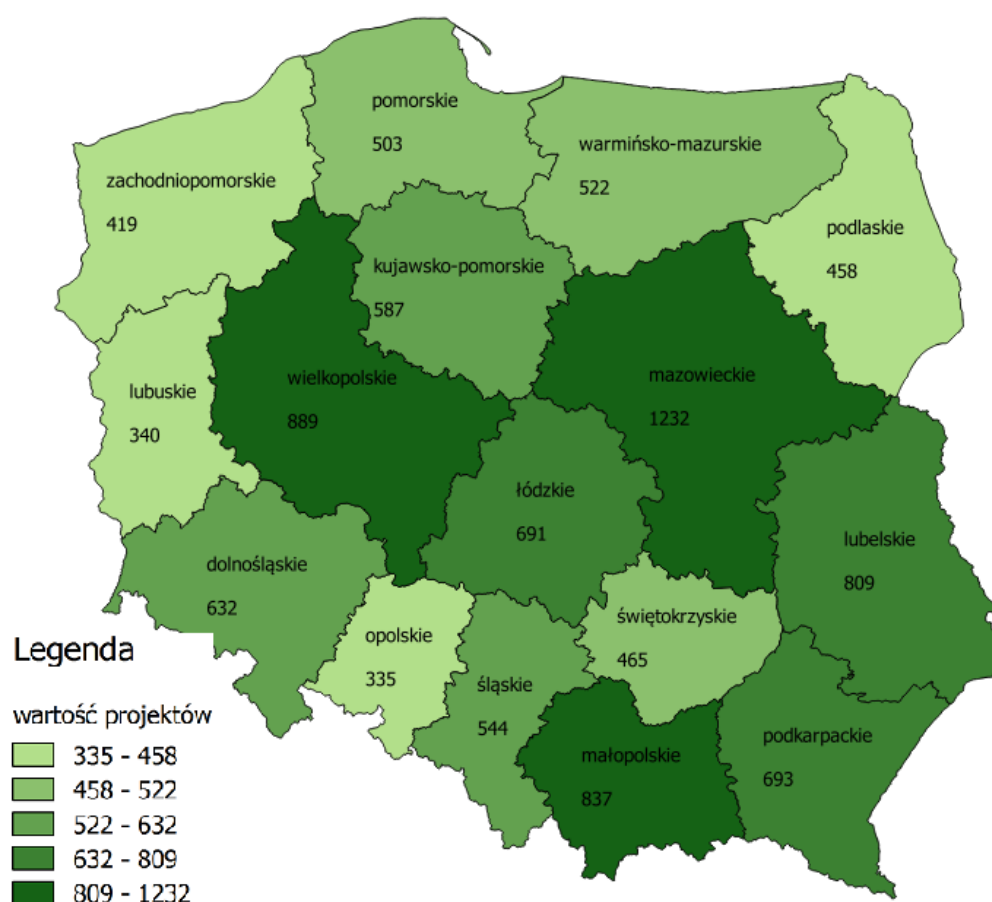 pomorskie
503
warmińsko-mazurskie
522
zachodniopomorskie
419
podlaskie
458
kujawsko-pomorskie
587
wielkopolskie
889
mazowieckie
1232
lubuskie
340
łódzkie
691
lubelskie
809
dolnośląskie
632
świętokrzyskie
465
opolskie
335
śląskie
544
małopolskie
837
podkarpackie
693
Legenda
wartość projektów
335 - 458
458 - 522
522 - 632
632 - 809
809 - 1232